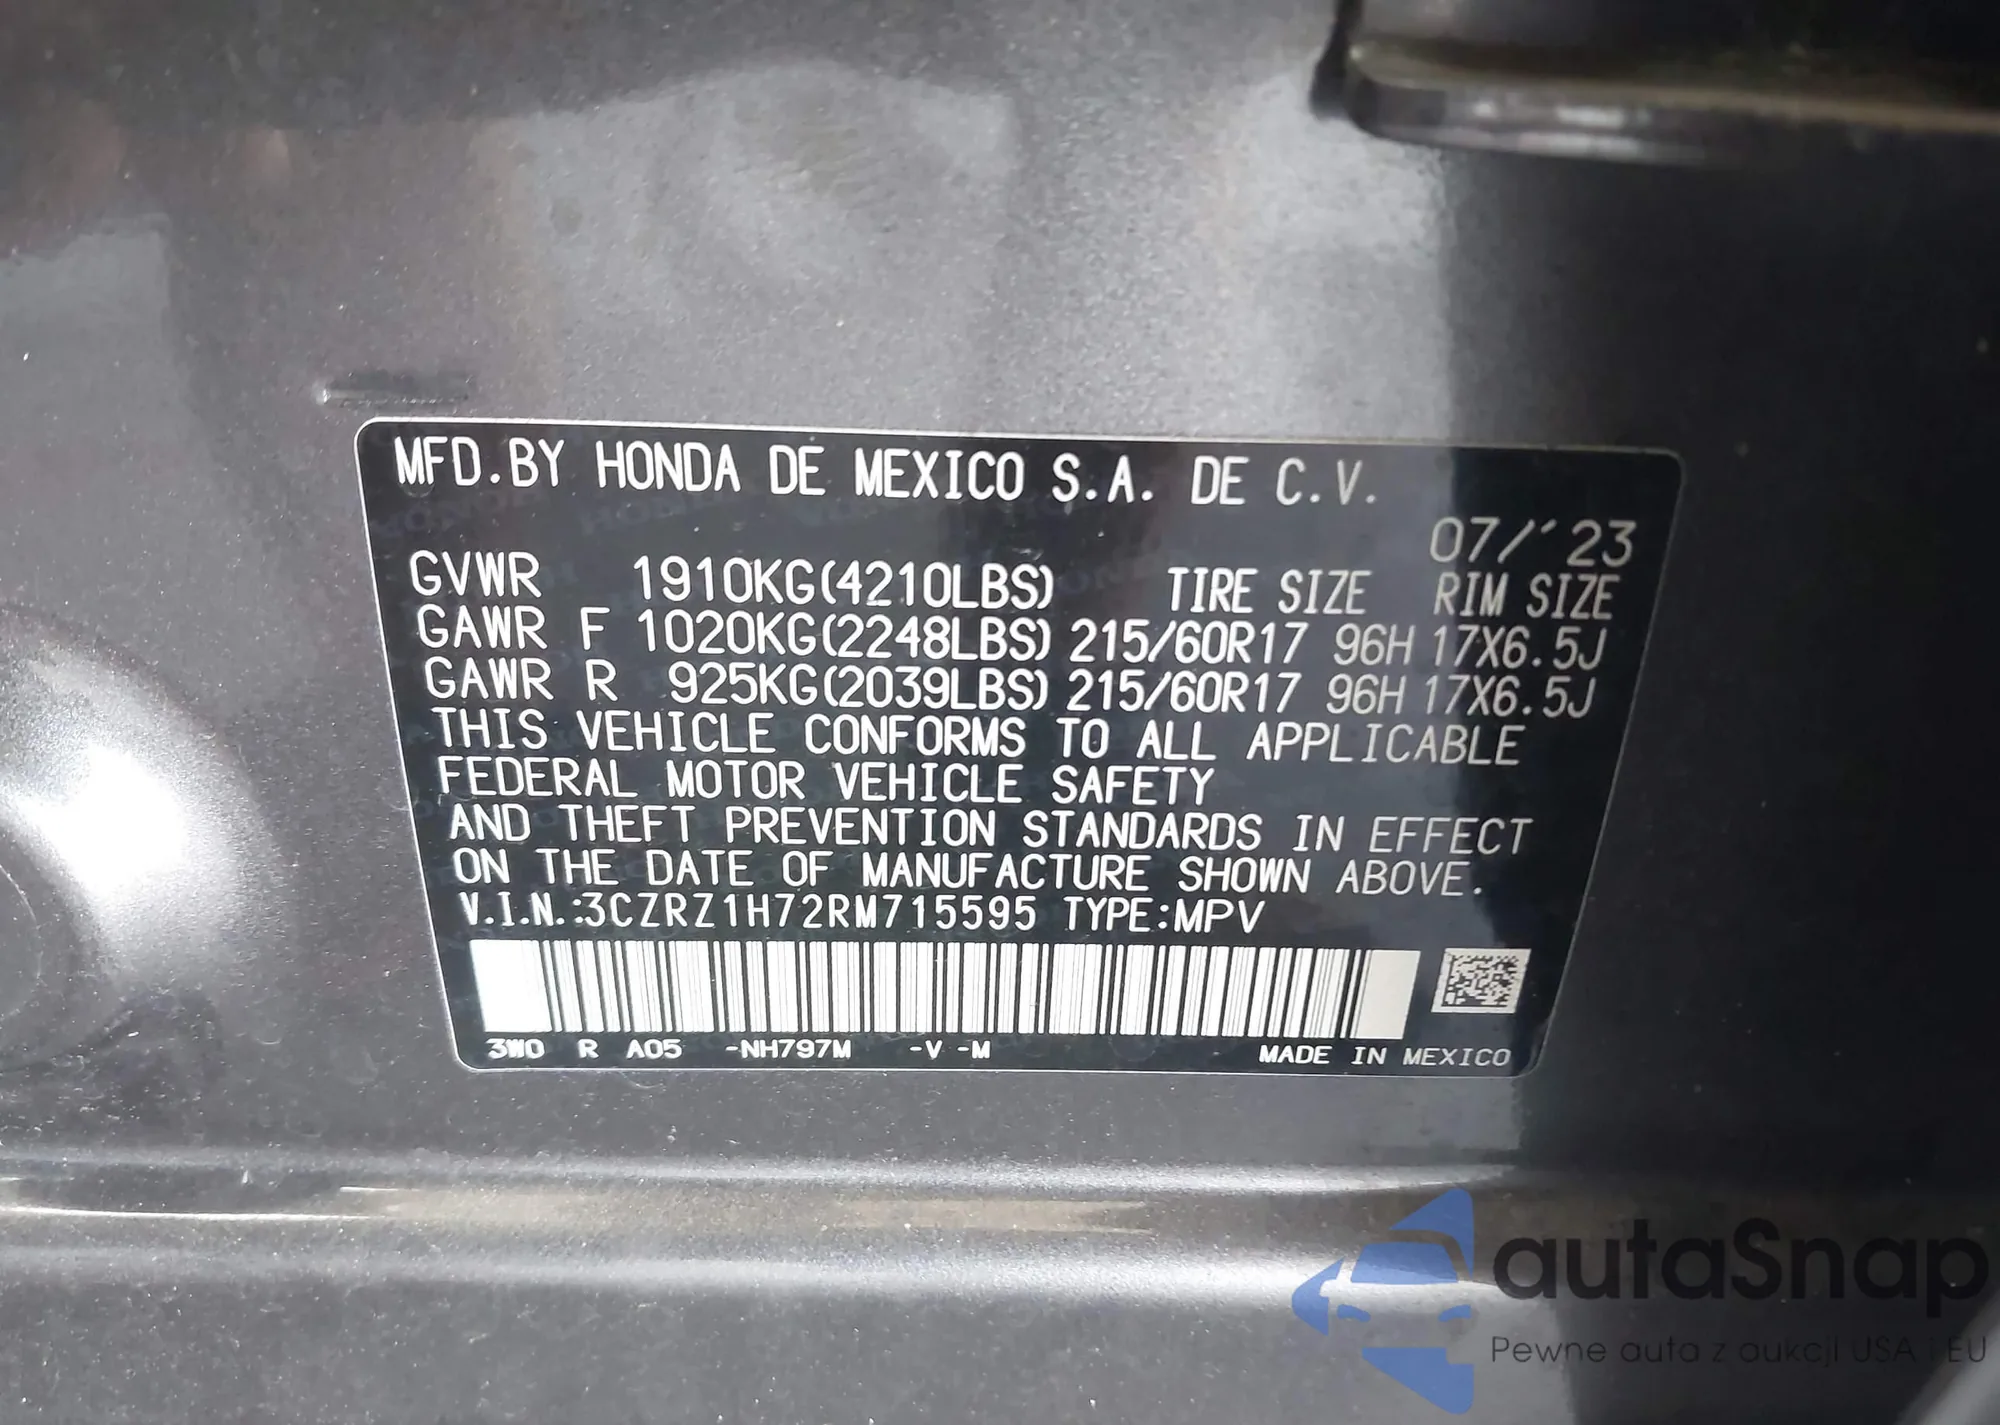 MFD.BY HONDA DE MEXICO S.A. DE C.V.
07/'23
GVWR 1910KG(4210LBS) TIRE SIZE RIM SIZE
GAWR F 1020KG(2248LBS) 215/60R17 96H 17X6.5J
GAWR R 925KG(2039LBS) 215/60R17 96H 17X6.5J
THIS VEHICLE CONFORMS TO ALL APPLICABLE
FEDERAL MOTOR VEHICLE SAFETY
AND THEFT PREVENTION STANDARDS IN EFFECT
ON THE DATE OF MANUFACTURE SHOWN ABOVE.
V.I.N.:3CZRZ1H72RM715595 TYPE:MPV
3W0 R A05 -NH797M -V -M MADE IN MEXICO
autaSnap
Pewne auta z aukcji USA i EU